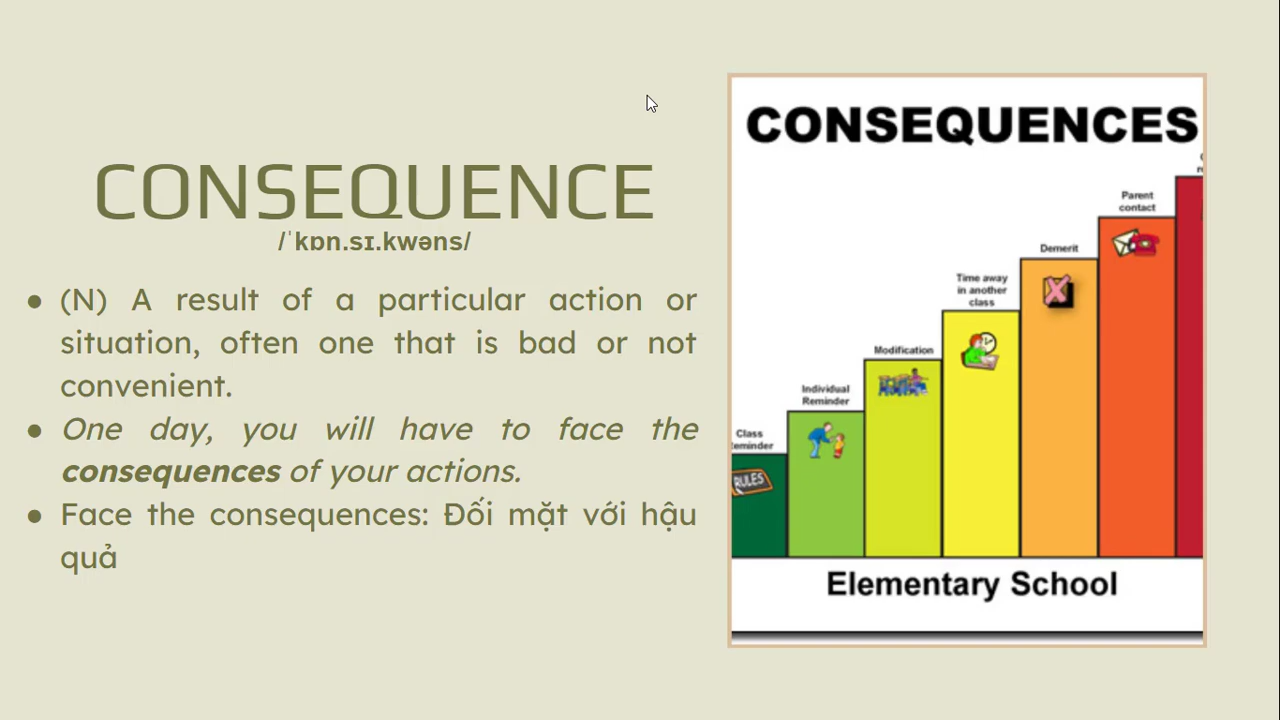 CONSEQUENCE
/ˈkɒn.sɪ.kwəns/
● (N) A result of a particular action or
situation, often one that is bad or not
convenient.
● One day, you will have to face the
consequences of your actions.
● Face the consequences: Đối mặt với hậu
quả
CONSEQUENCES
Parent
contact
Demerit
Time away
in another
class
Modification
Individual
Reminder
Class
eminder
RULES
Elementary School